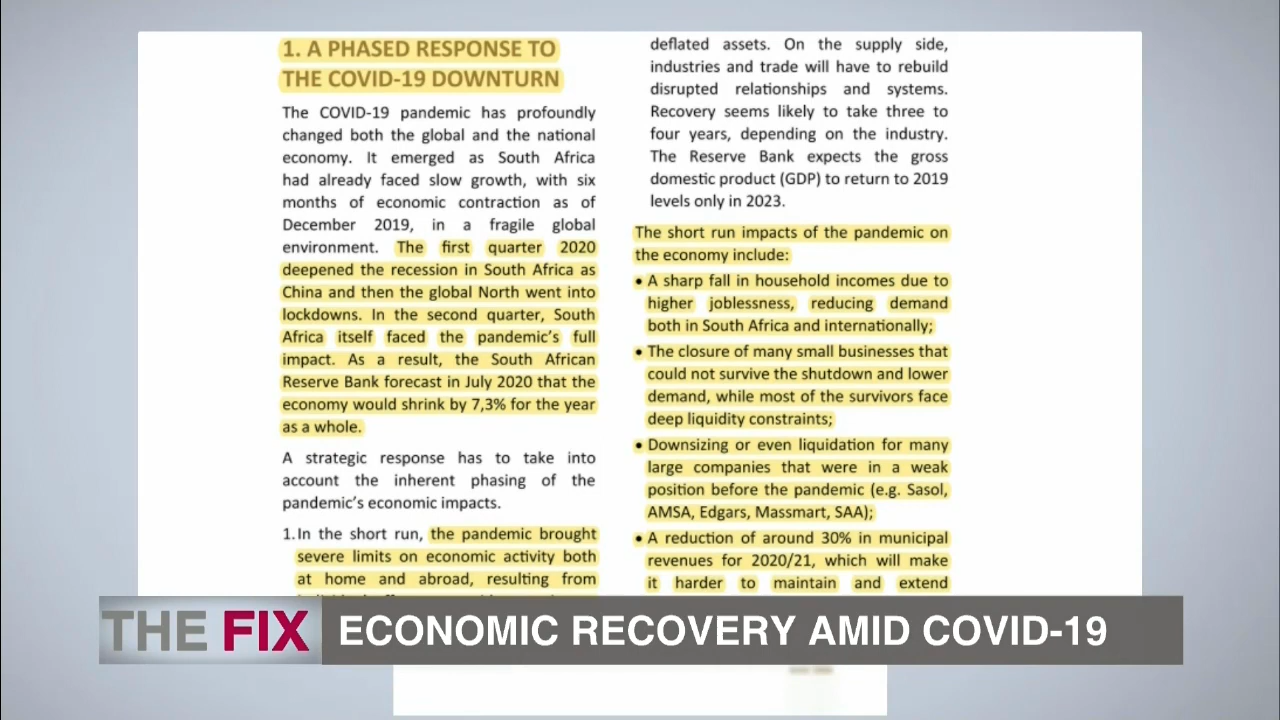 1. A PHASED RESPONSE TO
THE COVID-19 DOWNTURN
The COVID-19 pandemic has profoundly
changed both the global and the national
economy. It emerged as South Africa
had already faced slow growth, with six
months of economic contraction as of
December 2019, in a fragile global
environment. The first quarter 2020
deepened the recession in South Africa as
China and then the global North went into
lockdowns. In the second quarter, South
Africa itself faced the pandemic's full
impact. As a result, the South African
Reserve Bank forecast in July 2020 that the
economy would shrink by 7,3% for the year
as a whole.
A strategic response has to take into
account the inherent phasing of the
pandemic's economic impacts.
1. In the short run, the pandemic brought
severe limits on economic activity both
at home and abroad, resulting from
deflated assets. On the supply side,
industries and trade will have to rebuild
disrupted relationships and systems.
Recovery seems likely to take three to
four years, depending on the industry.
The Reserve Bank expects the gross
domestic product (GDP) to return to 2019
levels only in 2023.
The short run impacts of the pandemic on
the economy include:
• A sharp fall in household incomes due to
higher joblessness, reducing demand
both in South Africa and internationally;
• The closure of many small businesses that
could not survive the shutdown and lower
demand, while most of the survivors face
deep liquidity constraints;
• Downsizing or even liquidation for many
large companies that were in a weak
position before the pandemic (e.g. Sasol,
AMSA, Edgars, Massmart, SAA);
• A reduction of around 30% in municipal
revenues for 2020/21, which will make
it harder to maintain and extend
THE FIX
ECONOMIC RECOVERY AMID COVID-19